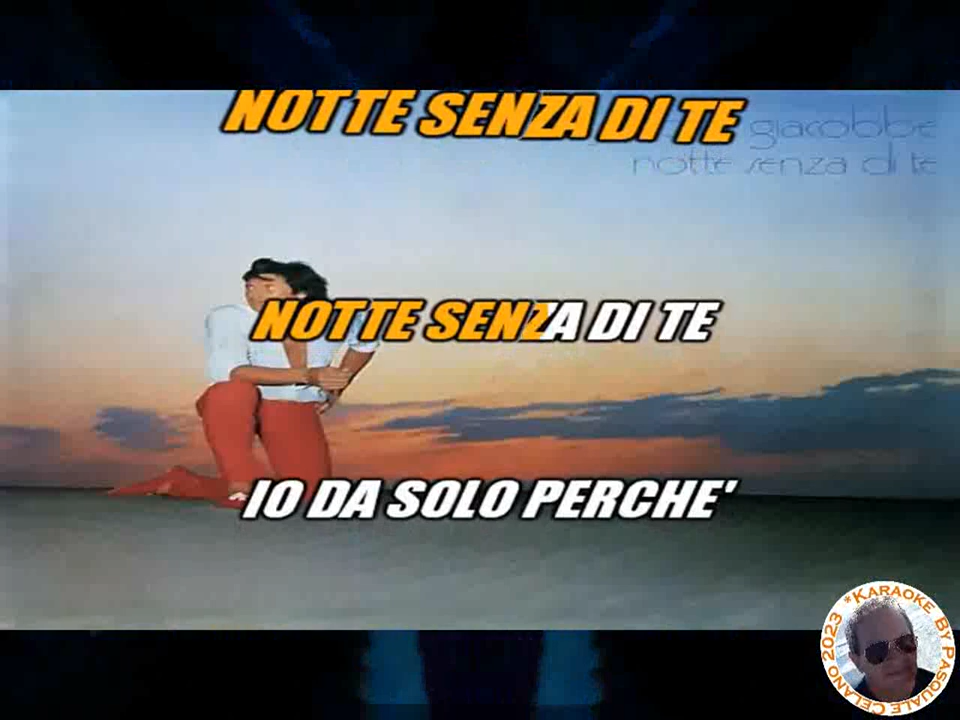 NOTTE SENZA DI TE
giacobbe
notte senza di te
NOTTE SENZA DI TE
IO DA SOLO PERCHE'
*KARAOKE BY PASQUALE CELANO 2023